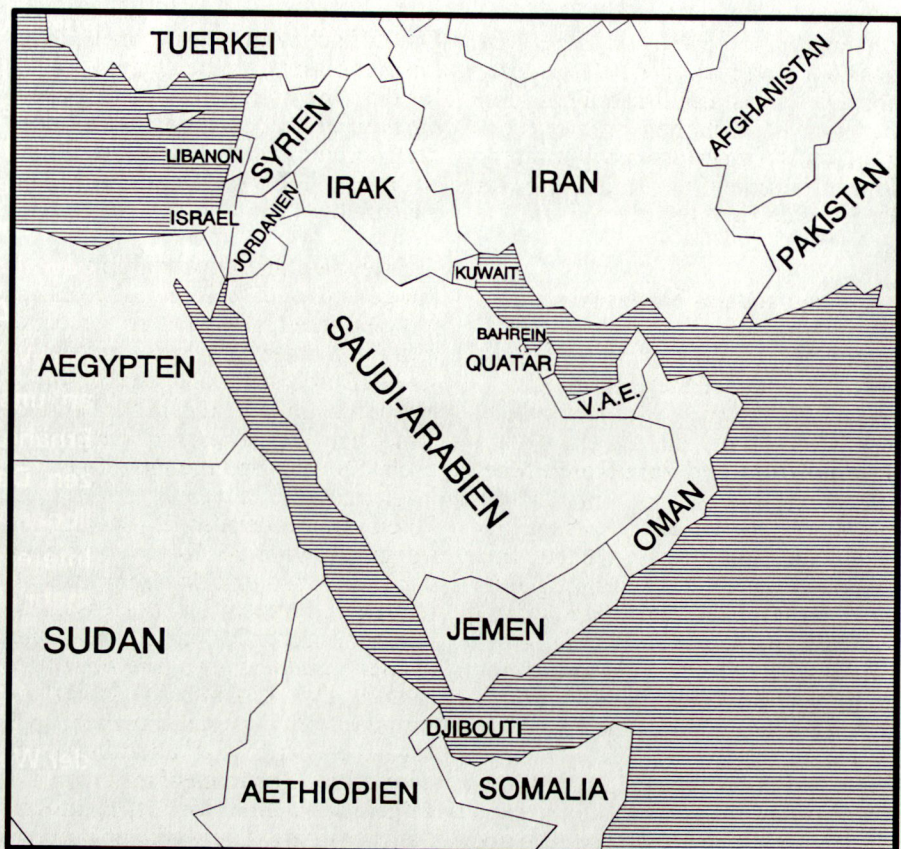 TUERKEI
AFGHANISTAN
LIBANON
SYRIEN
IRAK
IRAN
PAKISTAN
ISRAEL
JORDANIEN
KUWAIT
BAHREIN
QUATAR
AEGYPTEN
SAUDI-ARABIEN
V.A.E.
OMAN
SUDAN
JEMEN
DJIBOUTI
AETHIOPIEN
SOMALIA